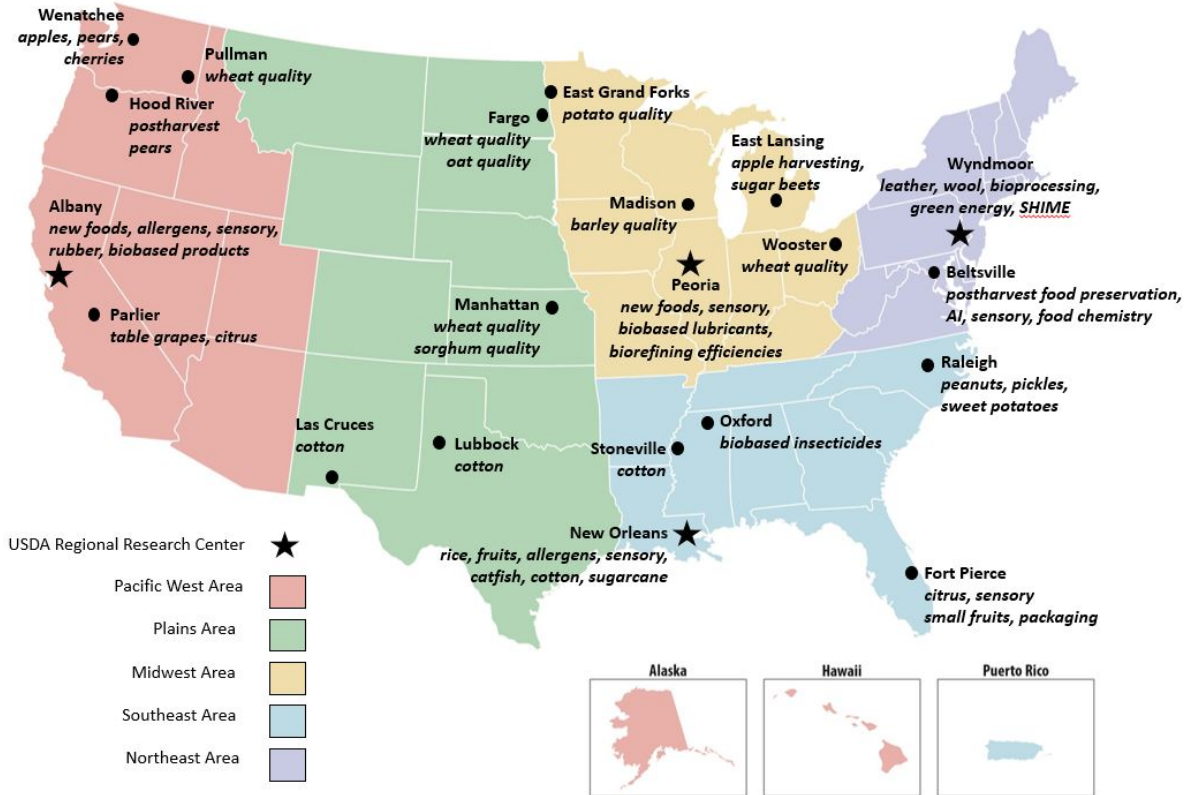 Wenatchee
apples, pears,
cherries
Pullman
wheat quality
Hood River
postharvest
pears
Albany
new foods, allergens, sensory,
rubber, biobased products
Parlier
table grapes, citrus
Fargo
wheat quality
oat quality
East Grand Forks
potato quality
East Lansing
apple harvesting,
sugar beets
Madison
barley quality
Wooster
wheat quality
Peoria
new foods, sensory,
biobased lubricants,
biorefining efficiencies
Wyndmoor
leather, wool, bioprocessing,
green energy, SHIME
Beltsville
postharvest food preservation,
AI, sensory, food chemistry
Manhattan
wheat quality
sorghum quality
Raleigh
peanuts, pickles,
sweet potatoes
Las Cruces
cotton
Lubbock
cotton
Oxford
biobased insecticides
Stoneville
cotton
New Orleans
rice, fruits, allergens, sensory,
catfish, cotton, sugarcane
Fort Pierce
citrus, sensory
small fruits, packaging
USDA Regional Research Center
Pacific West Area
Plains Area
Midwest Area
Southeast Area
Northeast Area
Alaska
Hawaii
Puerto Rico